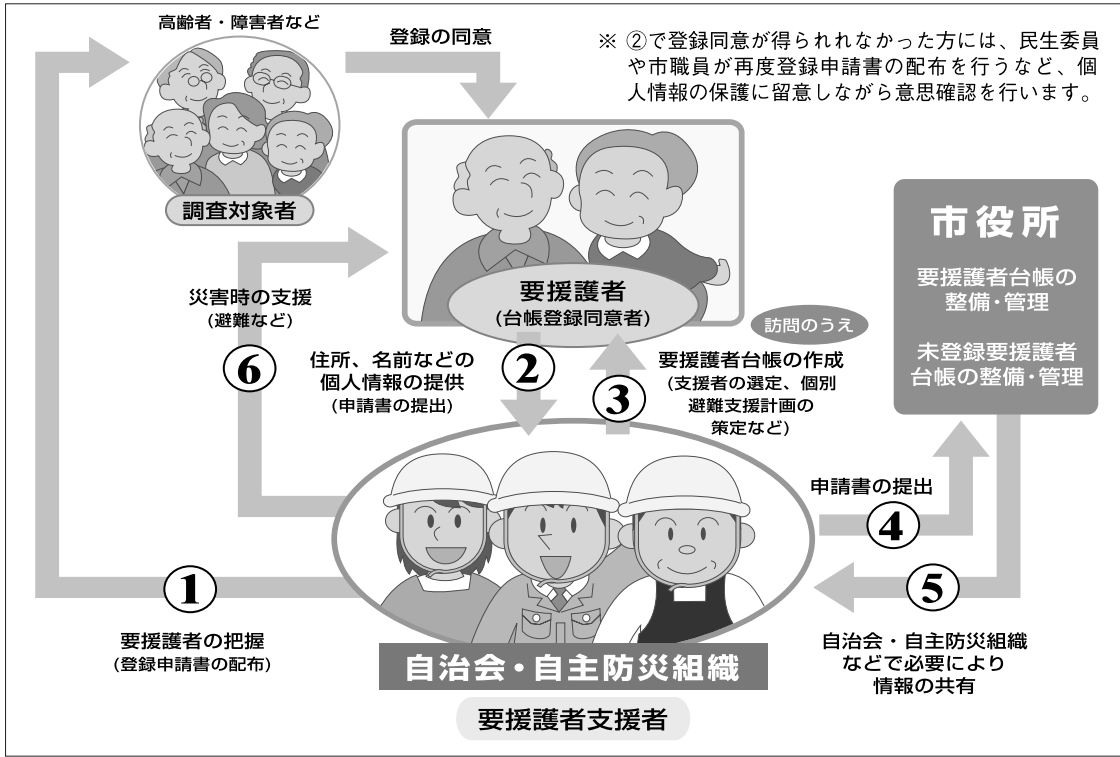 高齢者・障害者など
登録の同意
※ ②で登録同意が得られれなかった方には、民生委員
や市職員が再度登録申請書の配布を行うなど、個
人情報の保護に留意しながら意思確認を行います。
調査対象者
市役所
要援護者台帳の
整備・管理
未登録要援護者
台帳の整備・管理
要援護者
(台帳登録同意者)
訪問のうえ
災害時の支援
(避難など)
6
住所、名前などの
個人情報の提供
(申請書の提出)
2
3
要援護者台帳の作成
(支援者の選定、個別
避難支援計画の
策定など)
申請書の提出
4
5
自治会・自主防災組織
などで必要により
情報の共有
1
要援護者の把握
(登録申請書の配布)
自治会・自主防災組織
要援護者支援者